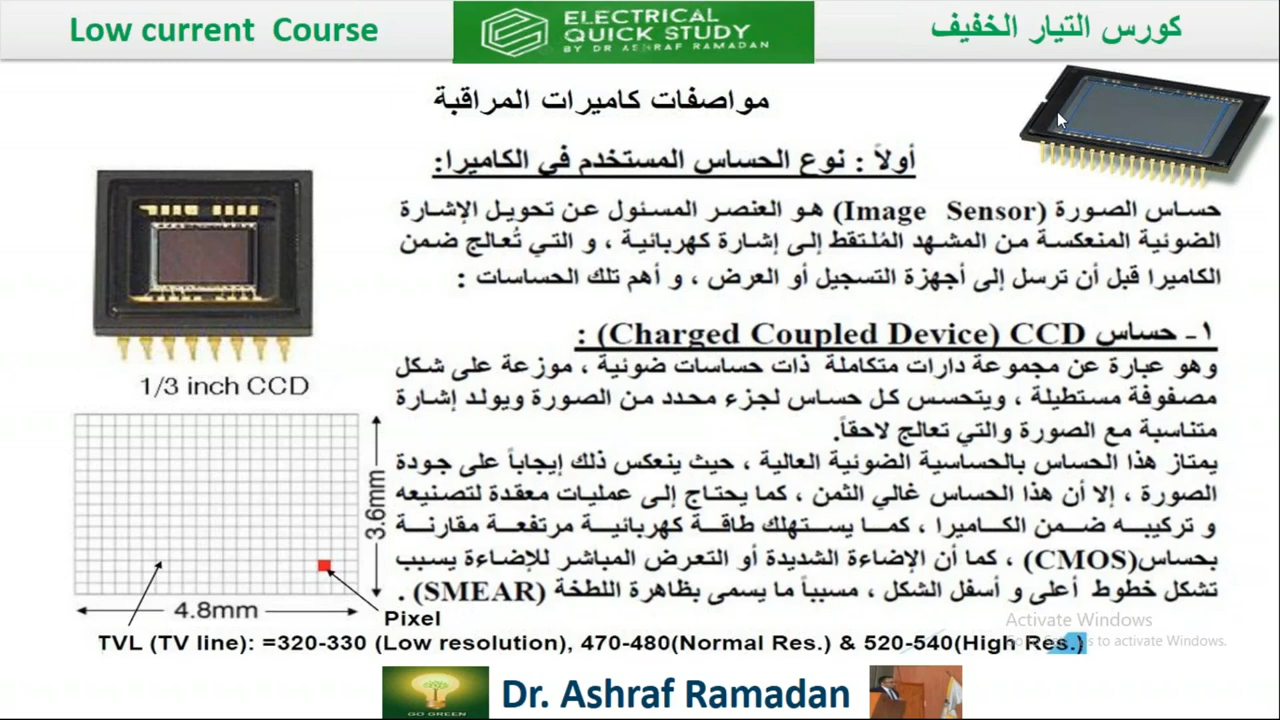 Low current Course
ELECTRICAL
QUICK STUDY
BY DR ASHRAF RAMADAN
كورس التيار الخفيف
مواصفات كاميرات المراقبة
أولاً : نوع الحساس المستخدم في الكاميرا:
حساس الصورة (Image Sensor) هو العنصر المسئول عن تحويل الإشارة
الضوئية المنعكسة من المشهد المُلتقط إلى إشارة كهربائية ، و التي تُعالج ضمن
الكاميرا قبل أن ترسل إلى أجهزة التسجيل أو العرض ، و أهم تلك الحساسات :
١- حساس CCD (Charged Coupled Device) :
وهو عبارة عن مجموعة دارات متكاملة ذات حساسات ضوئية ، موزعة على شكل
مصفوفة مستطيلة ، ويتحسس كل حساس لجزء محدد من الصورة ويولد إشارة
متناسبة مع الصورة والتي تعالج لاحقاً.
يمتاز هذا الحساس بالحساسية الضوئية العالية ، حيث ينعكس ذلك إيجاباً على جودة
الصورة ، إلا أن هذا الحساس غالي الثمن ، كما يحتاج إلى عمليات معقدة لتصنيعه
و تركيبه ضمن الكاميرا ، كما يستهلك طاقة كهربائية مرتفعة مقارنة
بحساس(CMOS) ، كما أن الإضاءة الشديدة أو التعرض المباشر للإضاءة يسبب
تشكل خطوط أعلى و أسفل الشكل ، مسبباً ما يسمى بظاهرة اللطخة (SMEAR) .
1/3 inch CCD
3.6mm
4.8mm
Pixel
TVL (TV line): =320-330 (Low resolution), 470-480(Normal Res.) & 520-540(High Res.)
Activate Windows
to activate Windows.
GO GREEN
Dr. Ashraf Ramadan